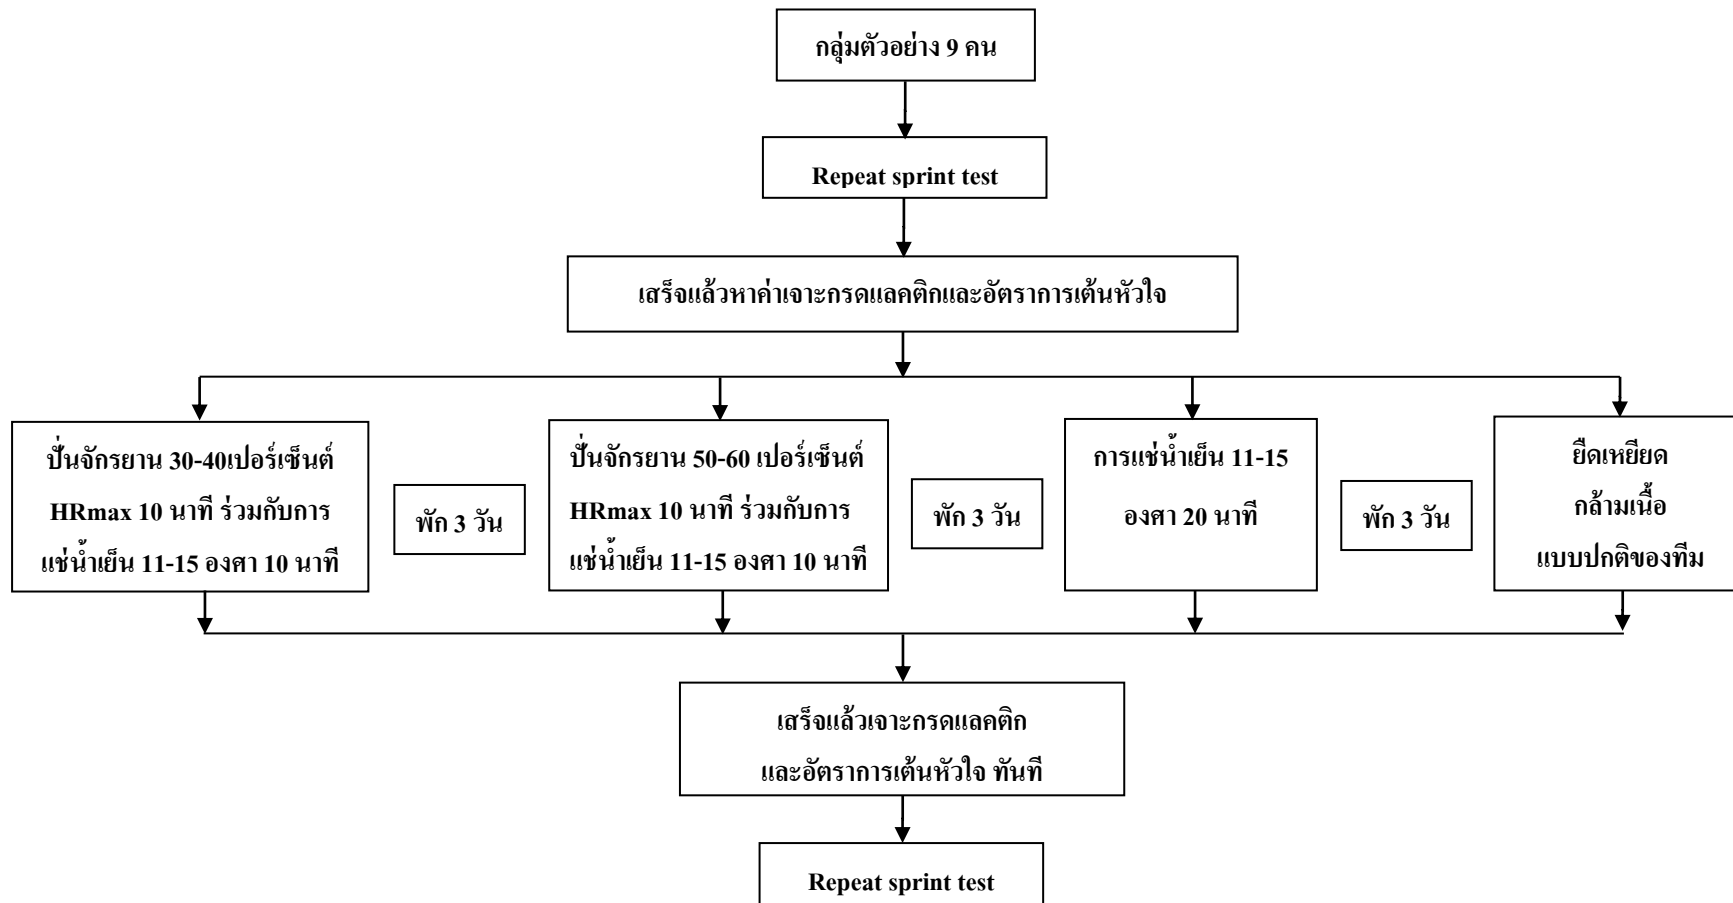 กลุ่มตัวอย่าง 9 คน
Repeat sprint test
เสร็จแล้วหาค่าเจาะกรดแลคติกและอัตราการเต้นหัวใจ
ปั่นจักรยาน 30-40เปอร์เซ็นต์
HRmax 10 นาที ร่วมกับการ
แช่น้ำเย็น 11-15 องศา 10 นาที
พัก 3 วัน
ปั่นจักรยาน 50-60 เปอร์เซ็นต์
HRmax 10 นาที ร่วมกับการ
แช่น้ำเย็น 11-15 องศา 10 นาที
พัก 3 วัน
การแช่น้ำเย็น 11-15
องศา 20 นาที
พัก 3 วัน
ยืดเหยียด
กล้ามเนื้อ
แบบปกติของทีม
เสร็จแล้วเจาะกรดแลคติก
และอัตราการเต้นหัวใจ ทันที
Repeat sprint test